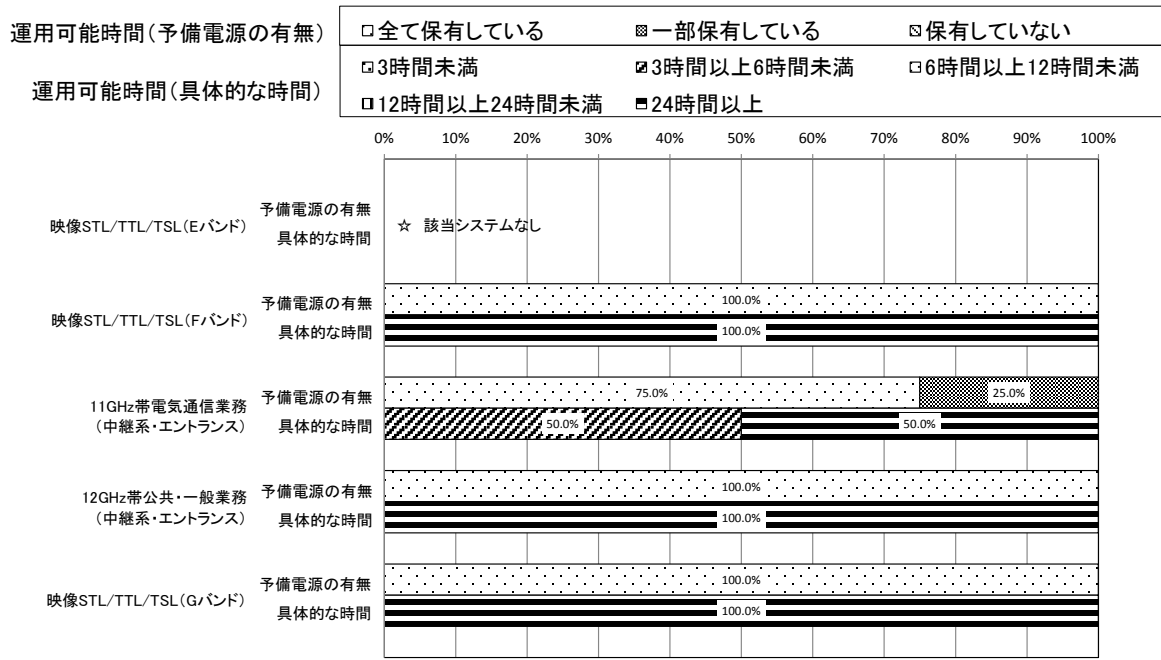 運用可能時間(予備電源の有無)
全て保有している 一部保有している 保有していない
運用可能時間(具体的な時間)
3時間未満 3時間以上6時間未満 6時間以上12時間未満
12時間以上24時間未満 24時間以上
0% 10% 20% 30% 40% 50% 60% 70% 80% 90% 100%
映像STL/TTL/TSL(Eバンド)
予備電源の有無
具体的な時間
☆ 該当システムなし
映像STL/TTL/TSL(Fバンド)
予備電源の有無 100.0%
具体的な時間 100.0%
11GHz帯電気通信業務
(中継系・エントランス)
予備電源の有無 75.0% 25.0%
具体的な時間 50.0% 50.0%
12GHz帯公共・一般業務
(中継系・エントランス)
予備電源の有無 100.0%
具体的な時間 100.0%
映像STL/TTL/TSL(Gバンド)
予備電源の有無 100.0%
具体的な時間 100.0%